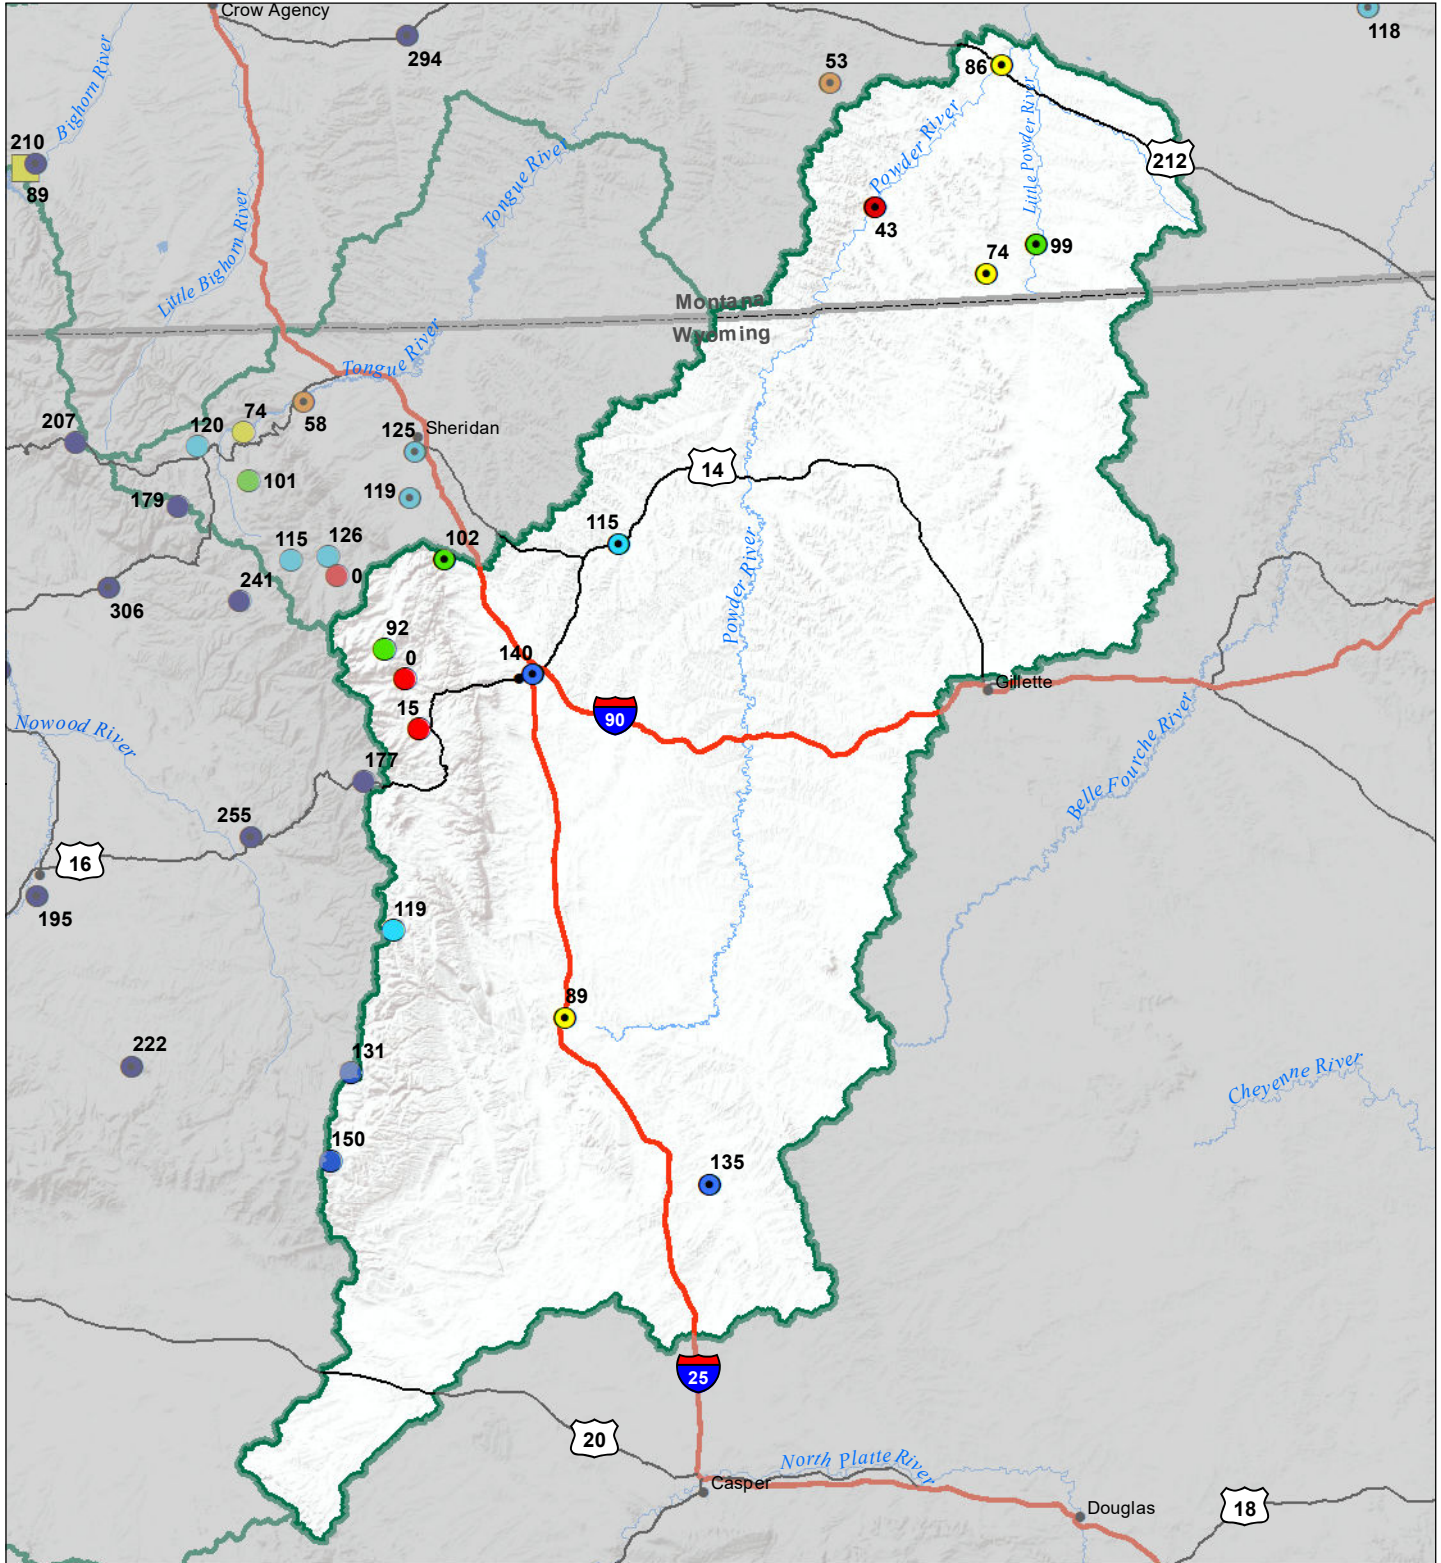 Crow Agency
118
294
53
86
Bighorn River
210
89
Tongue River
Powder River
Little Powder River
212
Little Bighorn River
43
74
99
Montana
Wyoming
Tongue River
207
120
74
58
125
Sheridan
14
101
119
179
115
126
0
102
115
306
241
Powder River
92
0
140
Gillette
15
90
Nowood River
177
Belle Fourche River
255
16
195
119
89
222
131
Cheyenne River
150
135
25
20
North Platte River
Casper
Douglas
18